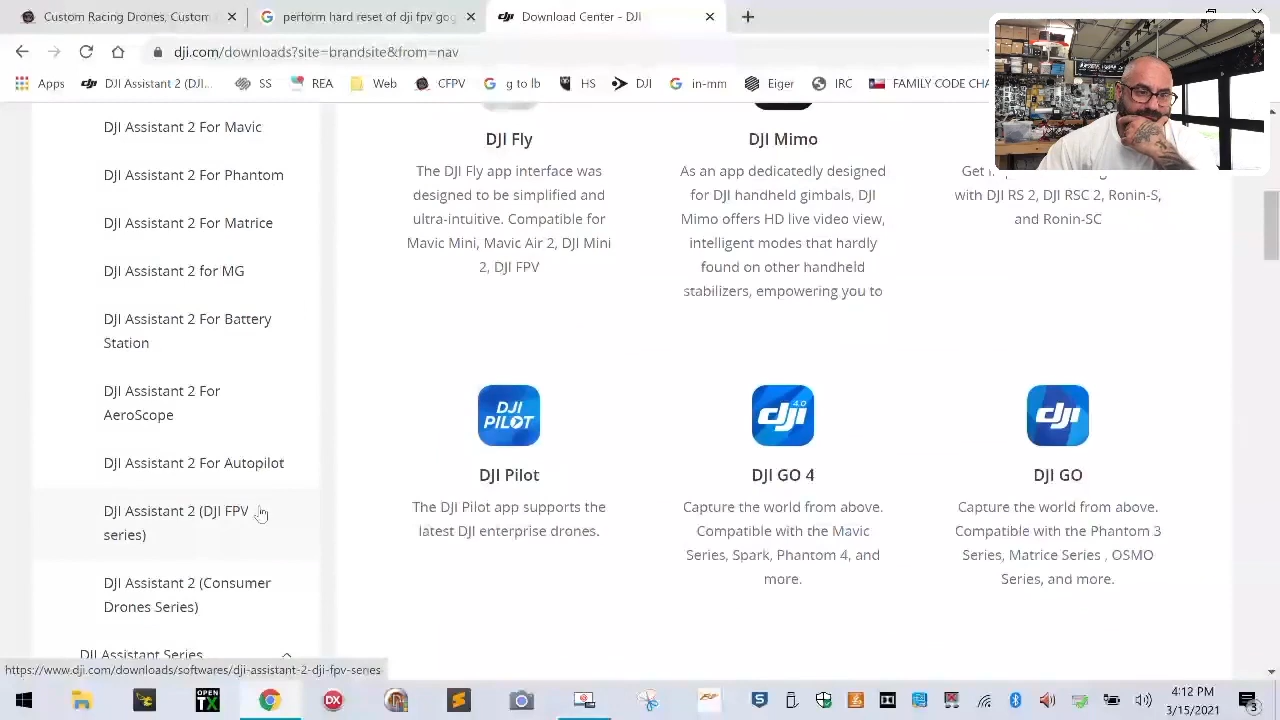 Custom Racing Drones, Custom
perform hard reset of dji fpv gog
Download Center - DJI
dji.com/downloads?site=brandsite&from=nav
Apps
DJI Assistant 2 (DJI...
SS
CFPV
g to lb
HS
DJI
in-mm
Eiger
IRC
FAMILY CODE CHA
DJI Assistant 2 For Mavic
DJI Assistant 2 For Phantom
DJI Assistant 2 For Matrice
DJI Assistant 2 for MG
DJI Assistant 2 For Battery
Station
DJI Assistant 2 For
AeroScope
DJI Assistant 2 For Autopilot
DJI Assistant 2 (DJI FPV
series)
DJI Assistant 2 (Consumer
Drones Series)
DJI Assistant Series
https://www.dji.com/downloads/softwares/dji-assistant-2-dji-fpv-series
DJI Fly
The DJI Fly app interface was
designed to be simplified and
ultra-intuitive. Compatible for
Mavic Mini, Mavic Air 2, DJI Mini
2, DJI FPV
DJI Mimo
As an app dedicatedly designed
for DJI handheld gimbals, DJI
Mimo offers HD live video view,
intelligent modes that hardly
found on other handheld
stabilizers, empowering you to
with DJI RS 2, DJI RSC 2, Ronin-S,
and Ronin-SC
DJI
PILOT
DJI Pilot
The DJI Pilot app supports the
latest DJI enterprise drones.
4.0
dji
DJI GO 4
Capture the world from above.
Compatible with the Mavic
Series, Spark, Phantom 4, and
more.
dji
DJI GO
Capture the world from above.
Compatible with the Phantom 3
Series, Matrice Series , OSMO
Series, and more.
OPEN
TX
DX
4:12 PM
3/15/2021
3